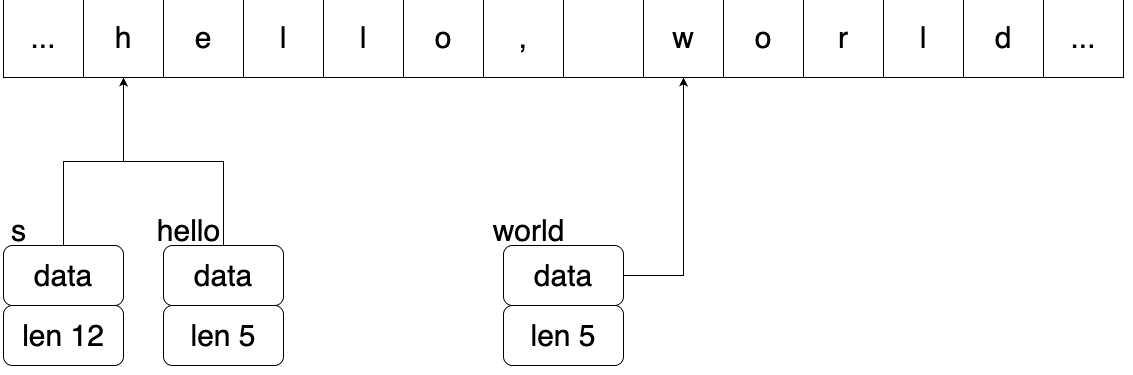 ... h e l l o , w o r l d ...
s hello world
data data data
len 12 len 5 len 5